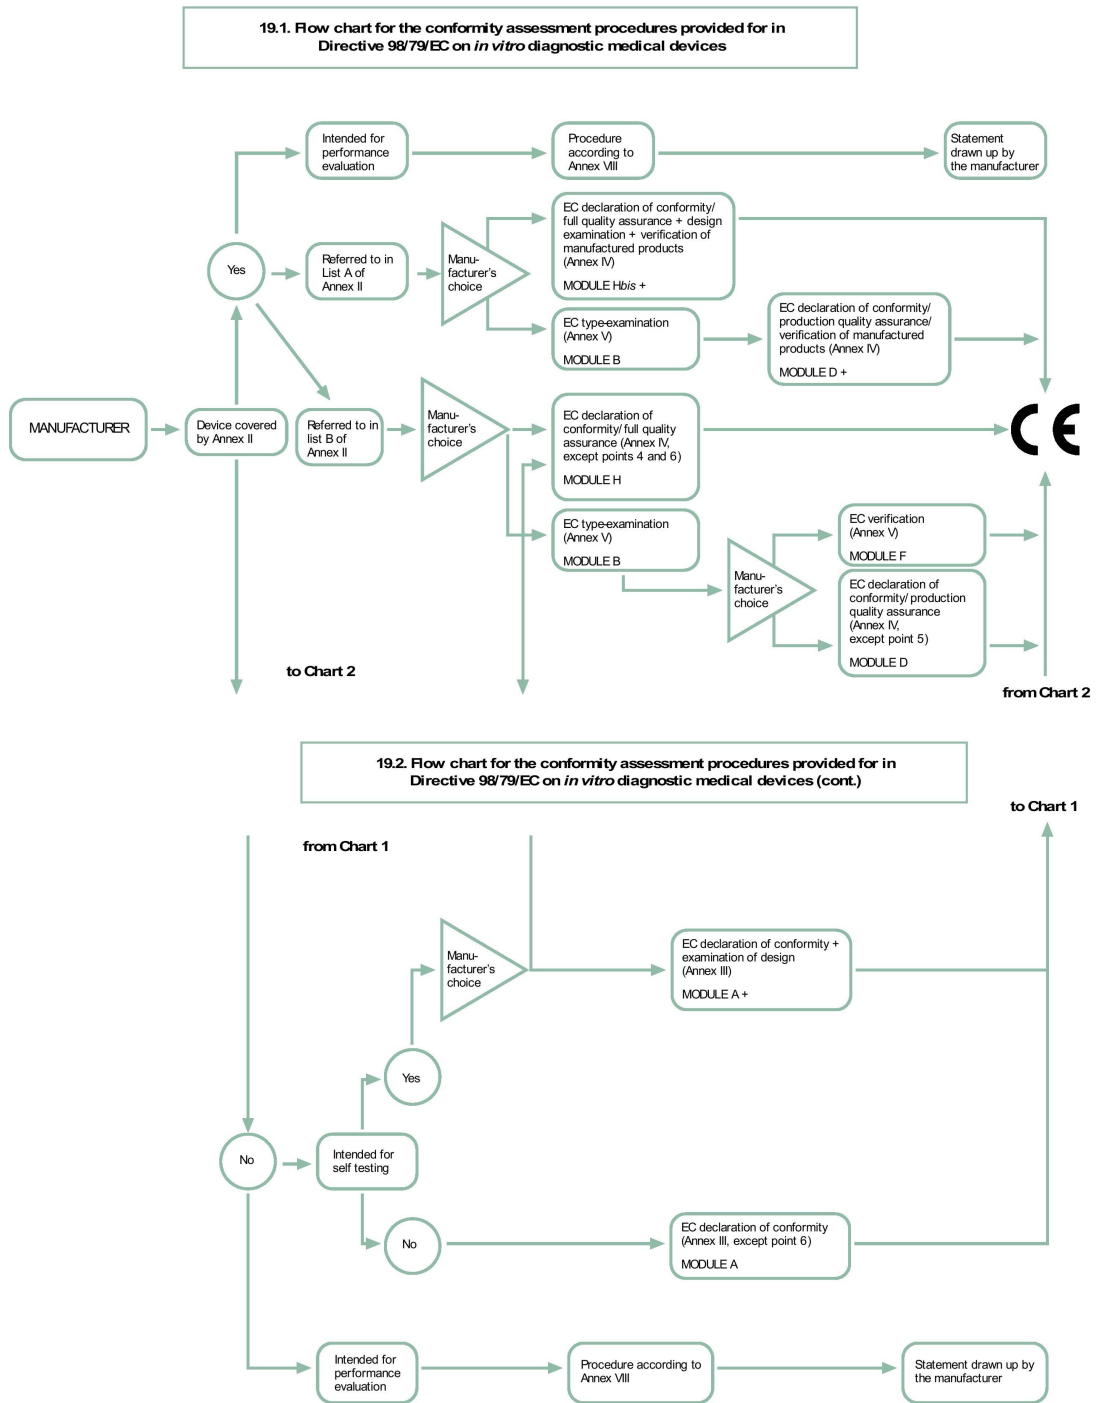 19.1. Flow chart for the conformity assessment procedures provided for in
Directive 98/79/EC on in vitro diagnostic medical devices
Intended for
performance
evaluation
Procedure
according to
Annex VIII
Statement
drawn up by
the manufacturer
Yes
Referred to in
List A of
Annex II
Manu-
facturer's
choice
EC declaration of conformity/
full quality assurance + design
examination + verification of
manufactured products
(Annex IV)
MODULE Hbis +
EC type-examination
(Annex V)
MODULE B
EC declaration of conformity/
production quality assurance/
verification of manufactured
products (Annex IV)
MODULE D +
MANUFACTURER
Device covered
by Annex II
Referred to in
list B of
Annex II
Manu-
facturer's
choice
EC declaration of
conformity/ full quality
assurance (Annex IV,
except points 4 and 6)
MODULE H
CE
EC type-examination
(Annex V)
MODULE B
Manu-
facturer's
choice
EC verification
(Annex V)
MODULE F
EC declaration of
conformity/ production
quality assurance
(Annex IV,
except point 5)
MODULE D
to Chart 2
from Chart 2
19.2. Flow chart for the conformity assessment procedures provided for in
Directive 98/79/EC on in vitro diagnostic medical devices (cont.)
to Chart 1
from Chart 1
Manu-
facturer's
choice
EC declaration of conformity +
examination of design
(Annex III)
MODULE A +
Yes
No
Intended for
self testing
No
EC declaration of conformity
(Annex III, except point 6)
MODULE A
Intended for
performance
evaluation
Procedure according to
Annex VIII
Statement drawn up by
the manufacturer